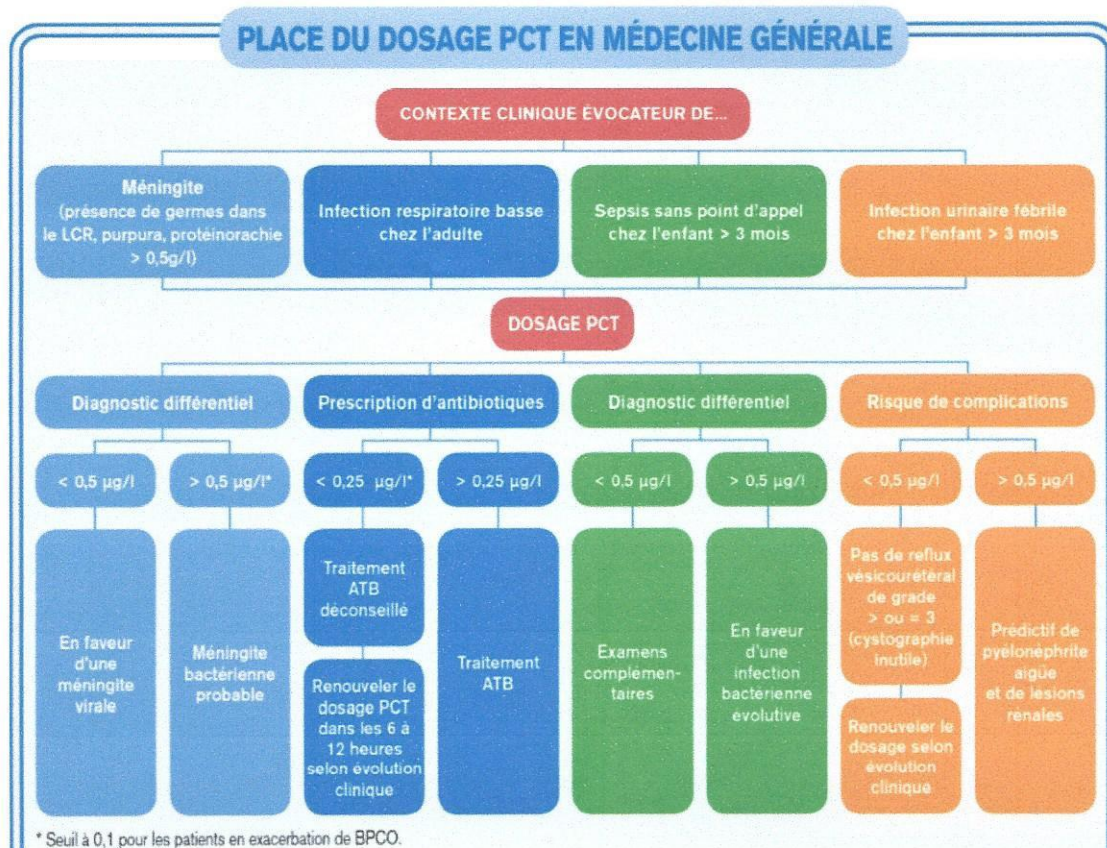 PLACE DU DOSAGE PCT EN MÉDECINE GÉNÉRALE
CONTEXTE CLINIQUE ÉVOCATEUR DE...
Méningite
(présence de germes dans
le LCR, purpura, protéinorachie
> 0,5g/l)
Infection respiratoire basse
chez l'adulte
Sepsis sans point d'appel
chez l'enfant > 3 mois
Infection urinaire fébrile
chez l'enfant > 3 mois
DOSAGE PCT
Diagnostic différentiel
Prescription d'antibiotiques
Diagnostic différentiel
Risque de complications
< 0,5 µg/l
> 0,5 µg/l*
< 0,25 µg/l*
> 0,25 µg/l
< 0,5 µg/l
> 0,5 µg/l
< 0,5 µg/l
> 0,5 µg/l
En faveur
d'une
méningite
virale
Méningite
bactérienne
probable
Traitement
ATB
déconseillé
Renouveler le
dosage PCT
dans les 6 à
12 heures
selon évolution
clinique
Traitement
ATB
Examens
complémen-
taires
En faveur
d'une
infection
bactérienne
évolutive
Pas de reflux
vésicourétéral
de grade
> ou = 3
(cystographie
inutile)
Renouveler le
dosage selon
évolution
clinique
Prédictif de
pyélonéphrite
aigüe
et de lésions
rénales
* Seuil à 0,1 pour les patients en exacerbation de BPCO.